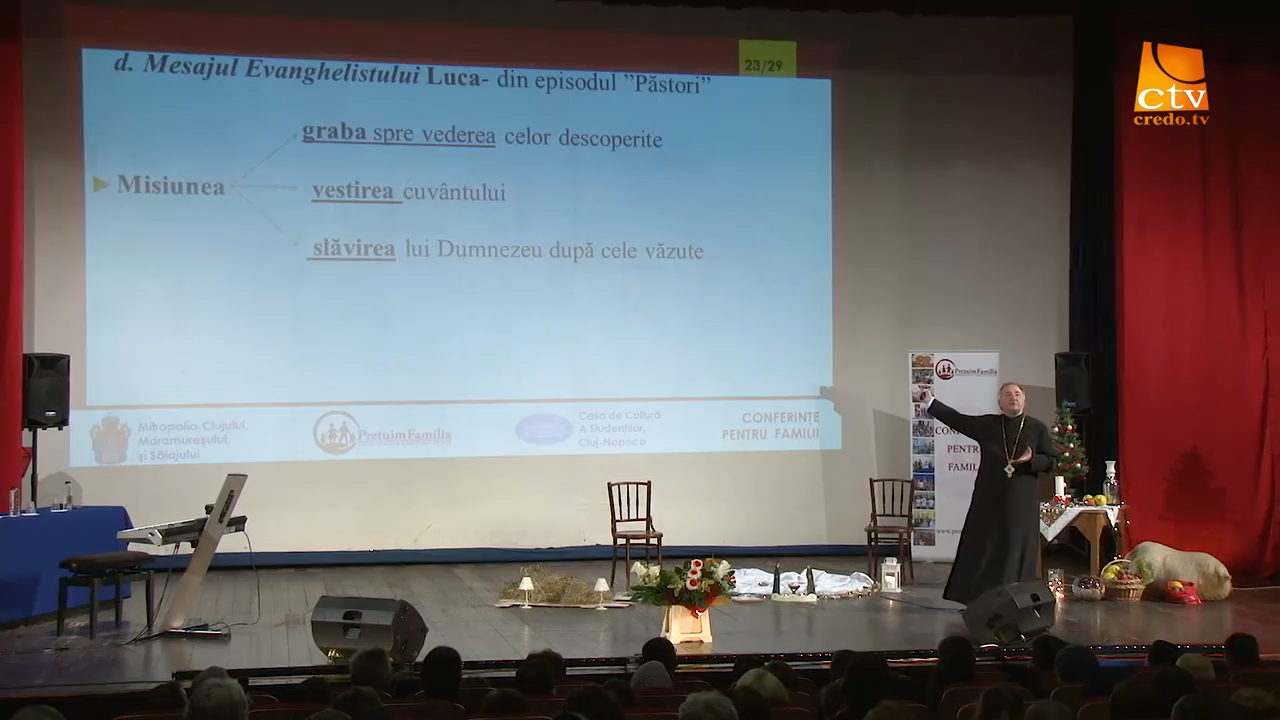 d. Mesajul Evanghelistului Luca- din episodul ”Păstori”
23/29
graba spre vederea celor descoperite
Misiunea
vestirea cuvântului
slăvirea lui Dumnezeu după cele văzute
Mitropolia, Clujului,
Maramureșului,
și Sălajului
PretuimFamilia
Casa de Cultură
A Studenților,
Cluj-Napoca
CONFERINȚE
PENTRU FAMILII
ctv
credo.tv
PretuimFamilia